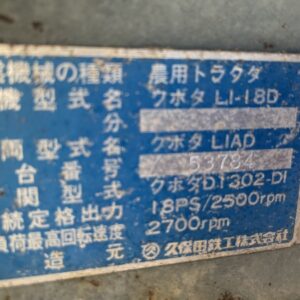 機械の種類 農用トラクタ
機型式名 クボタ L1-18D
分
両型式名 クボタ L1AD
台番号 53784
関型式 クボタD1302-DI
続定格出力 18PS/2500rpm
負荷最高回転速度 2700rpm
造元 久保田鉄工株式会社